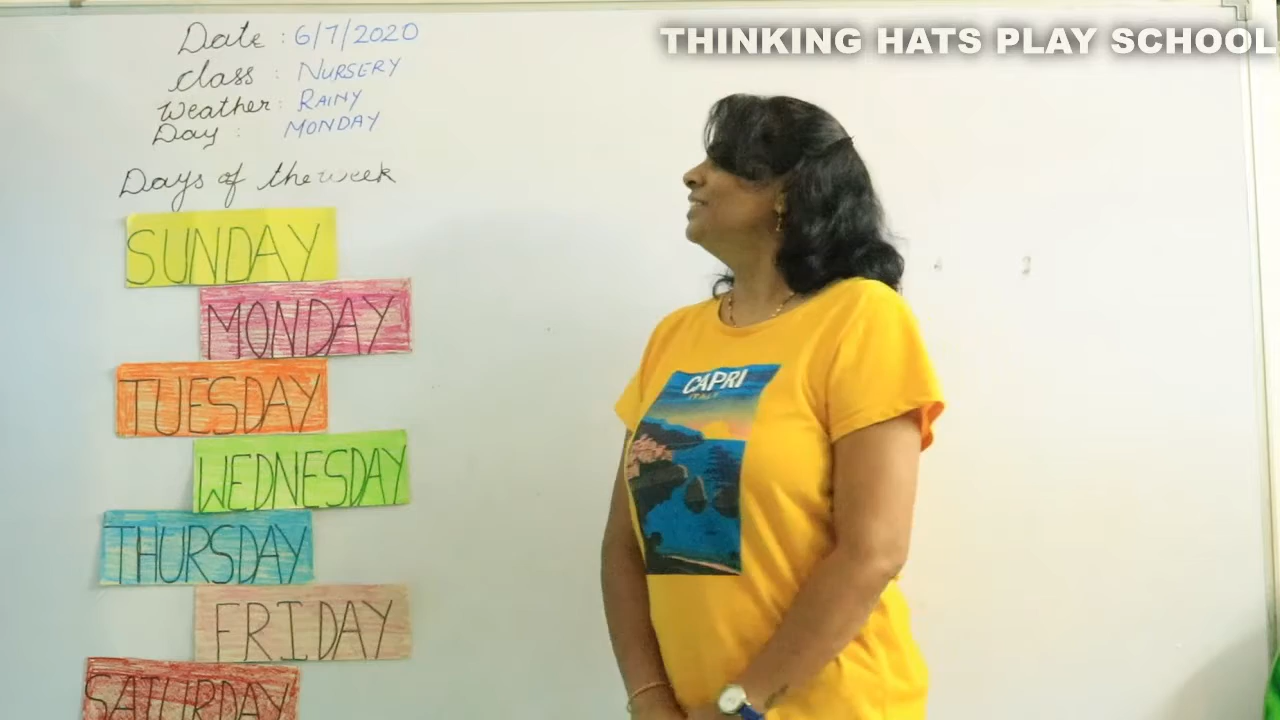 THINKING HATS PLAY SCHOOL
Date : 6/7/2020
Class : NURSERY
Weather : RAINY
Day : MONDAY
Days of the week
SUNDAY
MONDAY
TUESDAY
WEDNESDAY
THURSDAY
FRIDAY
SATURDAY
CAPRI
ITALY